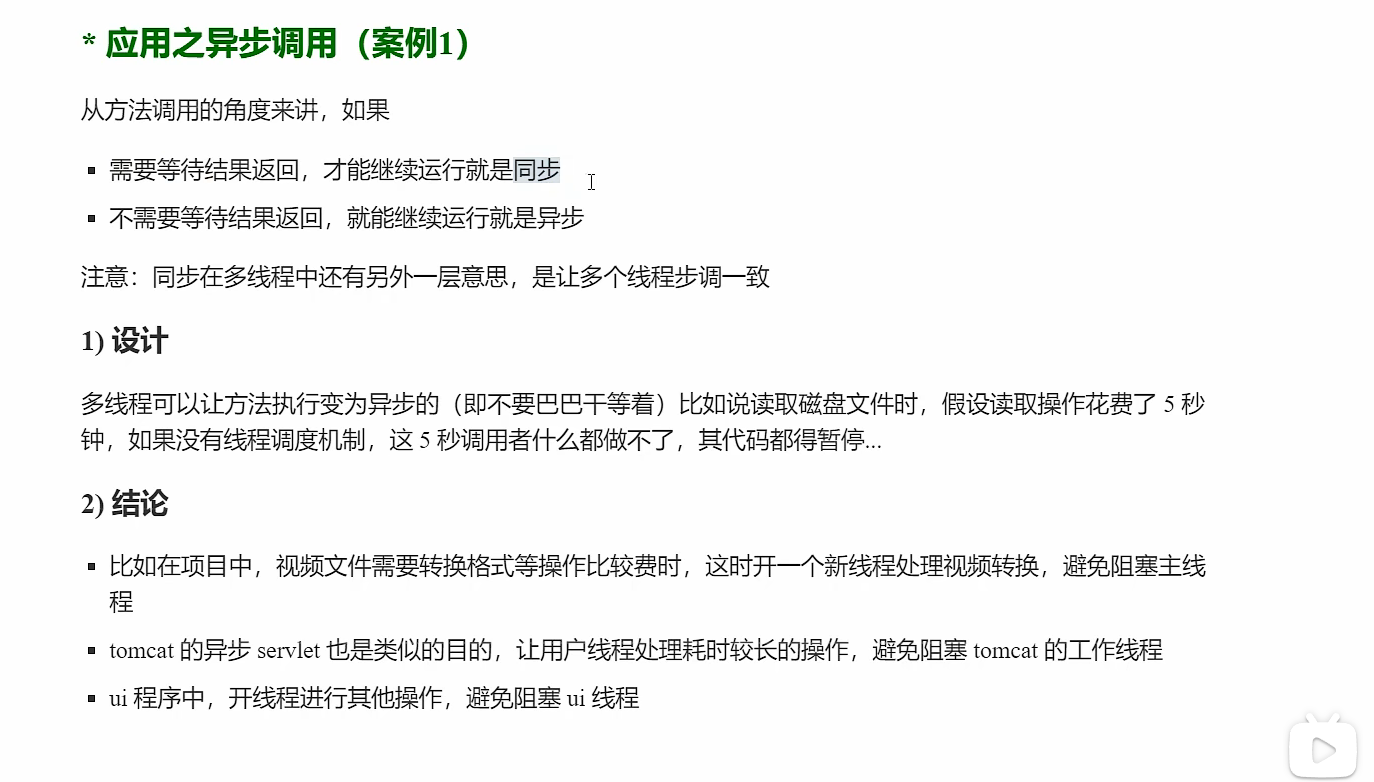 * 应用之异步调用（案例1）
从方法调用的角度来讲，如果
▪ 需要等待结果返回，才能继续运行就是同步
▪ 不需要等待结果返回，就能继续运行就是异步
注意：同步在多线程中还有另外一层意思，是让多个线程步调一致
1) 设计
多线程可以让方法执行变为异步的（即不要巴巴干等着）比如说读取磁盘文件时，假设读取操作花费了 5 秒
钟，如果没有线程调度机制，这 5 秒调用者什么都做不了，其代码都得暂停...
2) 结论
▪ 比如在项目中，视频文件需要转换格式等操作比较费时，这时开一个新线程处理视频转换，避免阻塞主线
程
▪ tomcat 的异步 servlet 也是类似的目的，让用户线程处理耗时较长的操作，避免阻塞 tomcat 的工作线程
▪ ui 程序中，开线程进行其他操作，避免阻塞 ui 线程